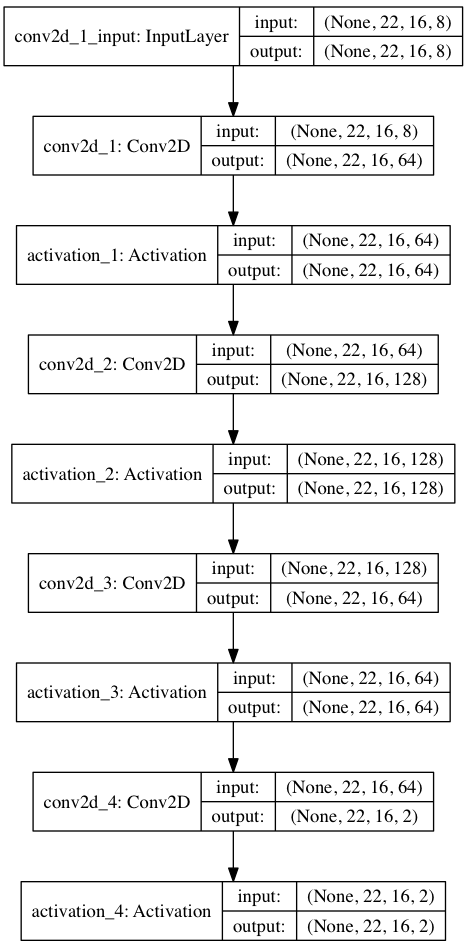 conv2d_1_input: InputLayer
input: (None, 22, 16, 8)
output: (None, 22, 16, 8)
conv2d_1: Conv2D
input: (None, 22, 16, 8)
output: (None, 22, 16, 64)
activation_1: Activation
input: (None, 22, 16, 64)
output: (None, 22, 16, 64)
conv2d_2: Conv2D
input: (None, 22, 16, 64)
output: (None, 22, 16, 128)
activation_2: Activation
input: (None, 22, 16, 128)
output: (None, 22, 16, 128)
conv2d_3: Conv2D
input: (None, 22, 16, 128)
output: (None, 22, 16, 64)
activation_3: Activation
input: (None, 22, 16, 64)
output: (None, 22, 16, 64)
conv2d_4: Conv2D
input: (None, 22, 16, 64)
output: (None, 22, 16, 2)
activation_4: Activation
input: (None, 22, 16, 2)
output: (None, 22, 16, 2)